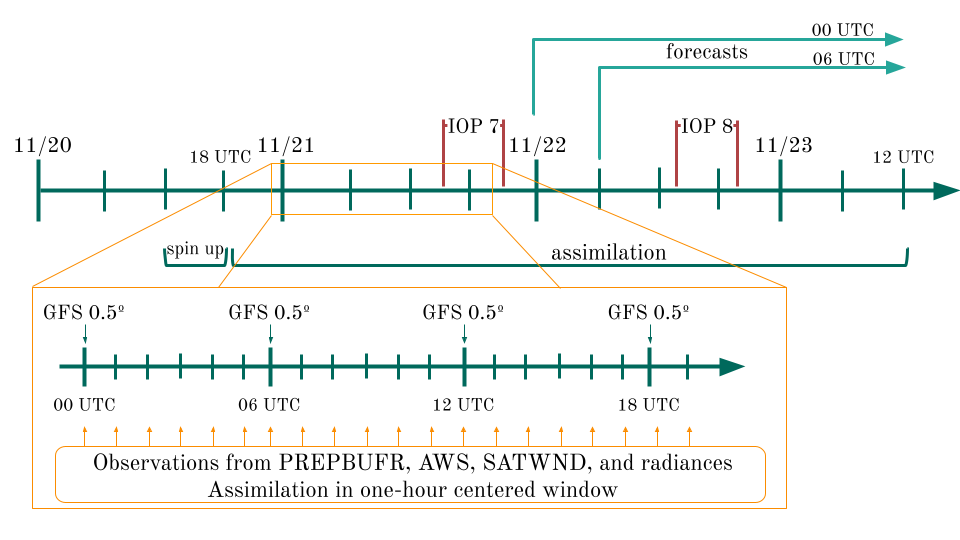 00 UTC
forecasts
06 UTC
IOP 7
IOP 8
11/20
11/21
11/22
11/23
18 UTC
12 UTC
spin up
assimilation
GFS 0.5º
GFS 0.5º
GFS 0.5º
GFS 0.5º
00 UTC
06 UTC
12 UTC
18 UTC
Observations from PREPBUFR, AWS, SATWND, and radiances
Assimilation in one-hour centered window